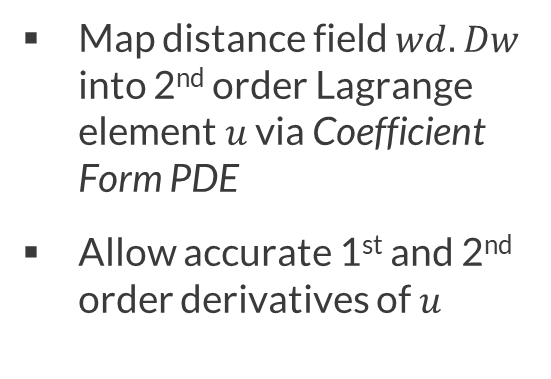 ▪ Map distance field wd. Dw
into 2nd order Lagrange
element u via Coefficient
Form PDE
▪ Allow accurate 1st and 2nd
order derivatives of u